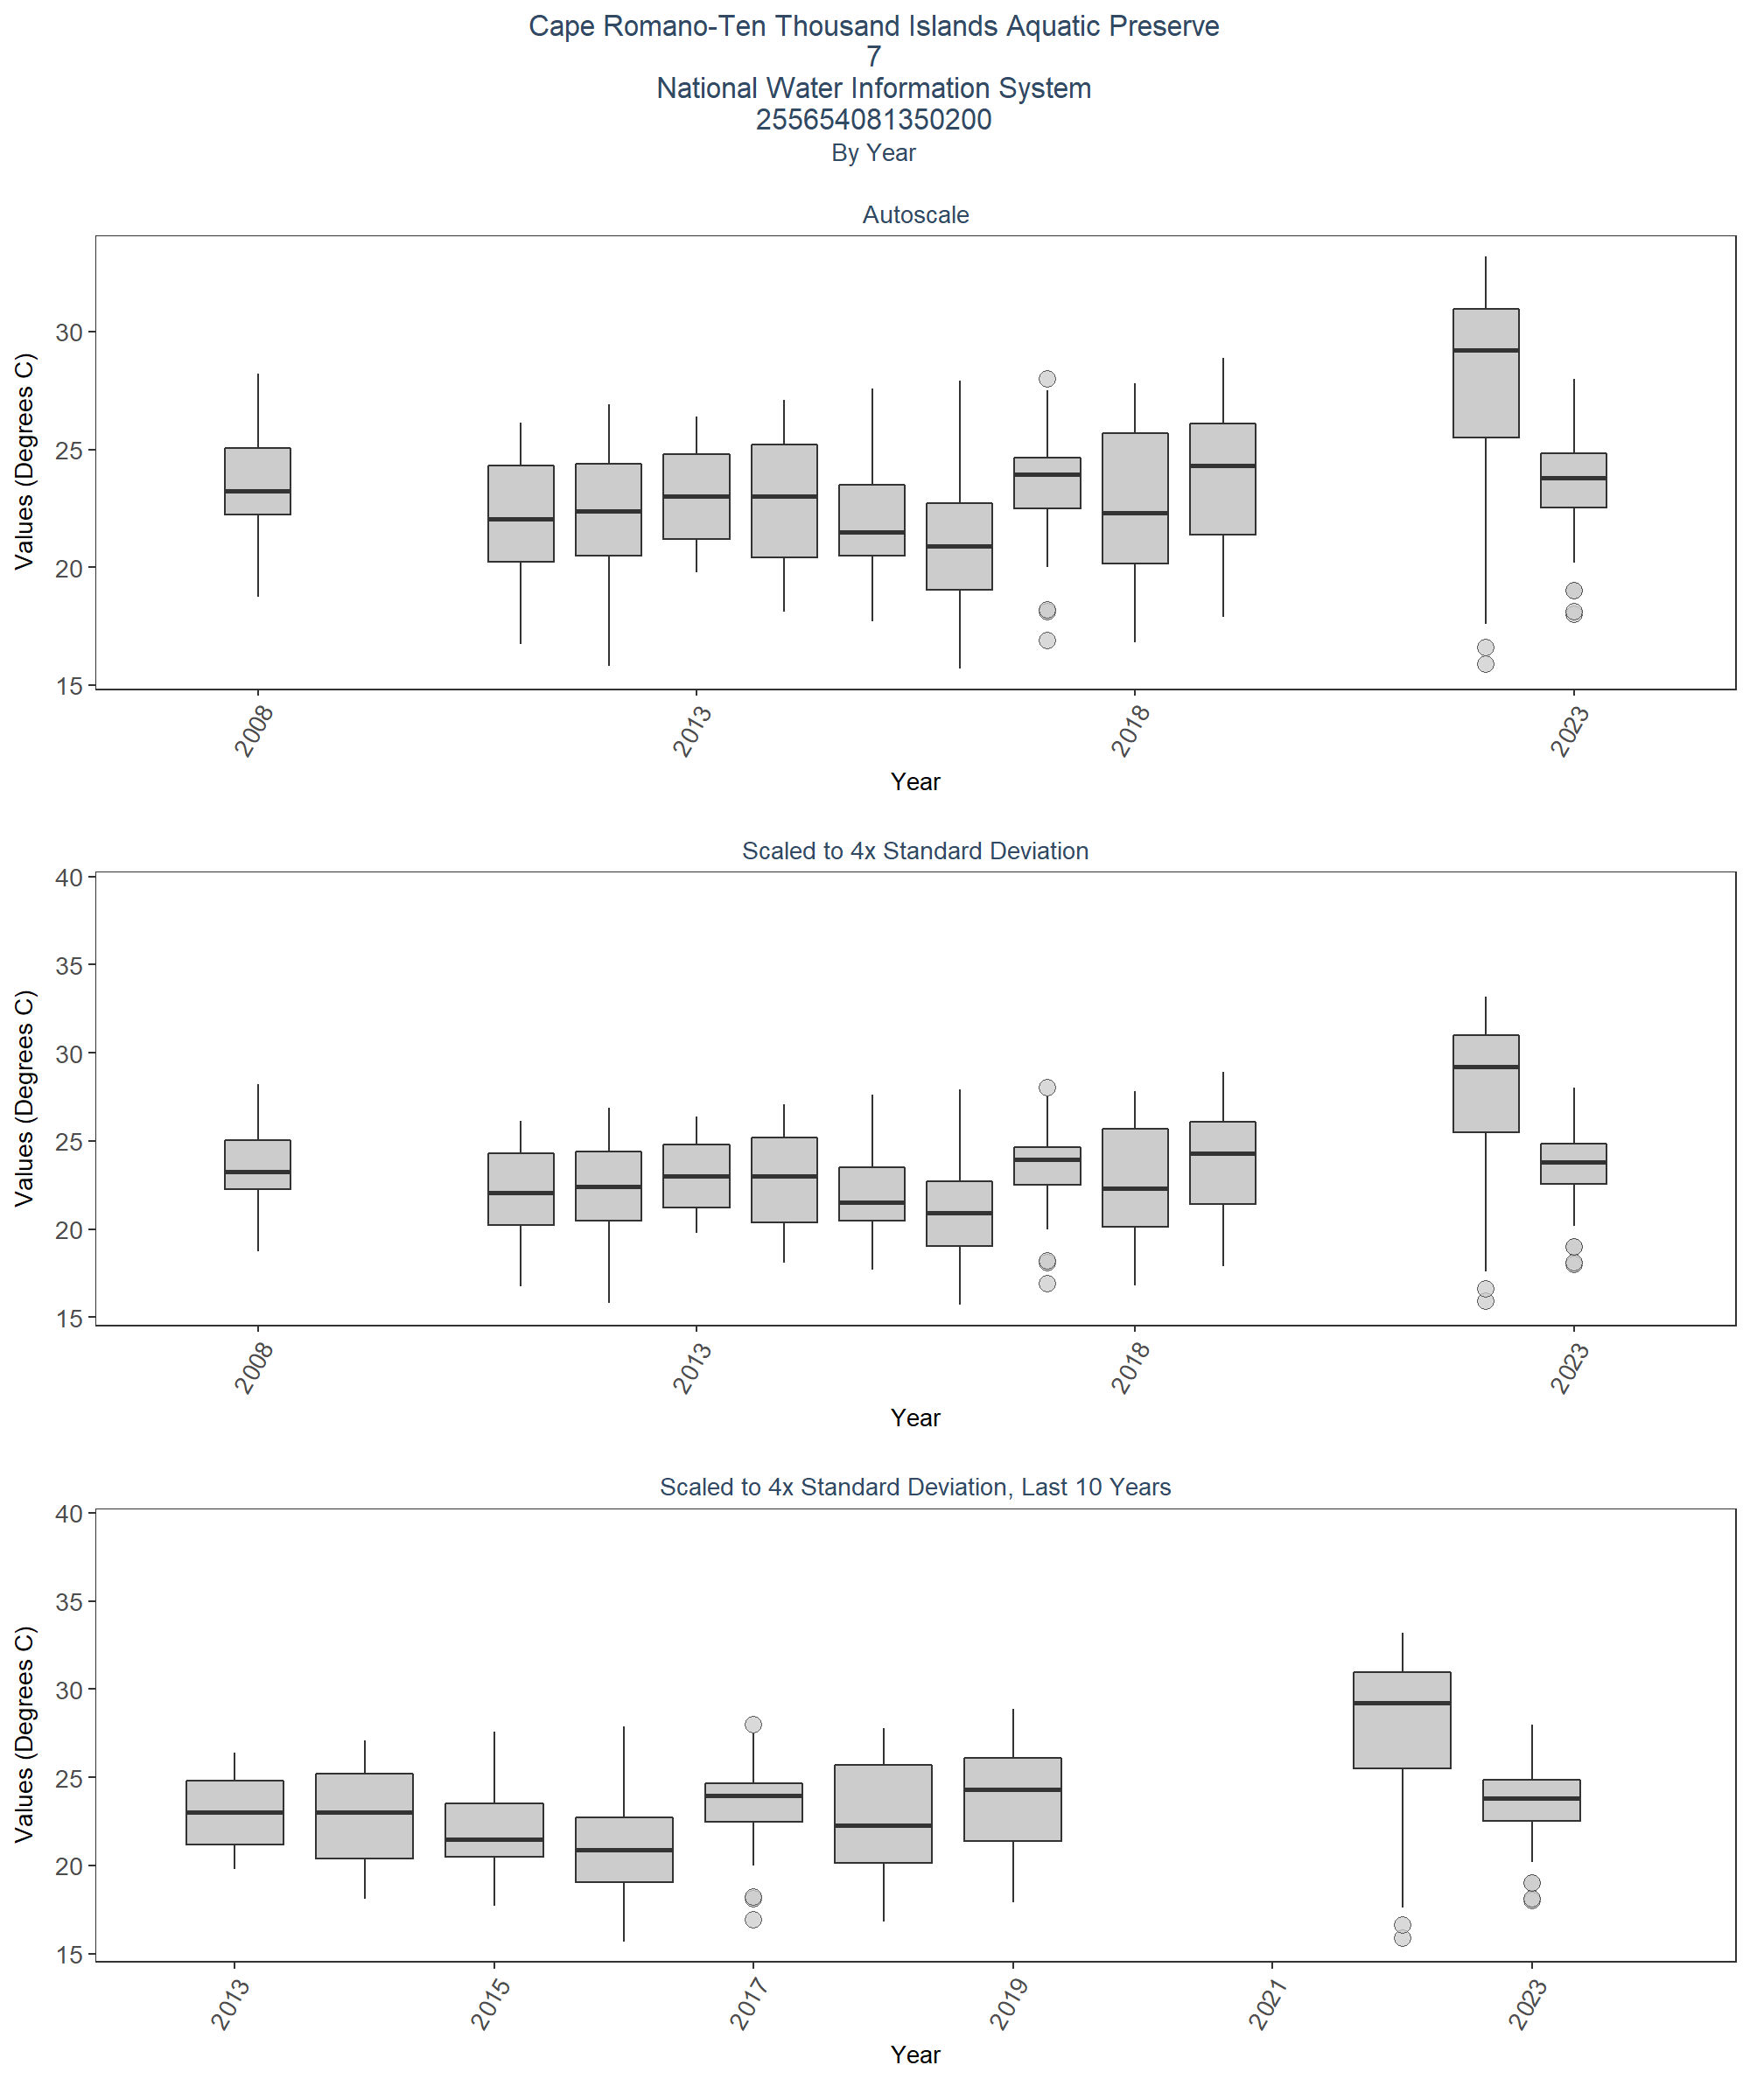 Cape Romano-Ten Thousand Islands Aquatic Preserve
7
National Water Information System
255654081350200
By Year
Autoscale
Values (Degrees C)
30
25
20
15
2008
2013
2018
2023
Year
Scaled to 4x Standard Deviation
Values (Degrees C)
40
35
30
25
20
15
2008
2013
2018
2023
Year
Scaled to 4x Standard Deviation, Last 10 Years
Values (Degrees C)
40
35
30
25
20
15
2013
2015
2017
2019
2021
2023
Year